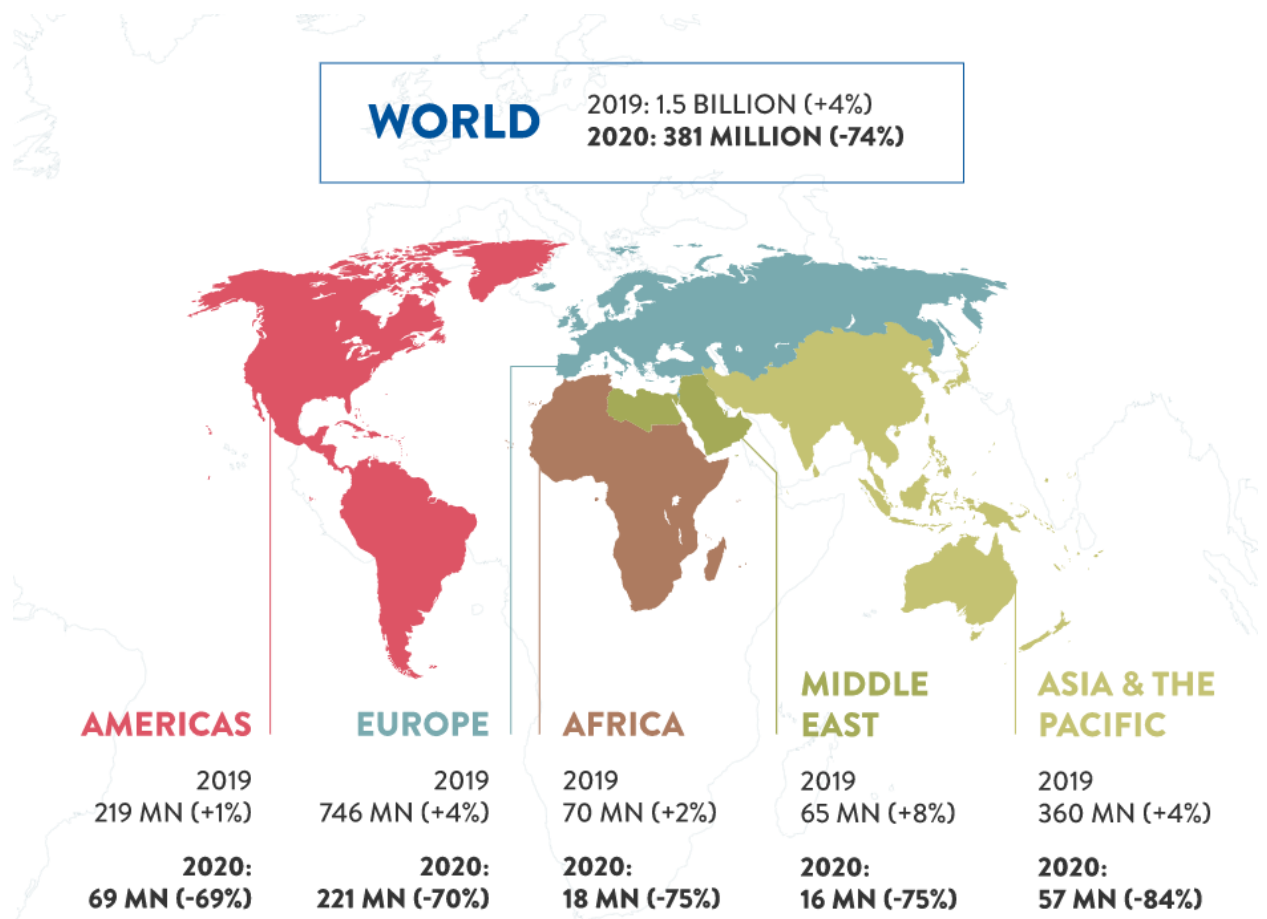 WORLD
2019: 1.5 BILLION (+4%)
2020: 381 MILLION (-74%)
AMERICAS
2019
219 MN (+1%)
2020:
69 MN (-69%)
EUROPE
2019
746 MN (+4%)
2020:
221 MN (-70%)
AFRICA
2019
70 MN (+2%)
2020:
18 MN (-75%)
MIDDLE
EAST
2019
65 MN (+8%)
2020:
16 MN (-75%)
ASIA & THE
PACIFIC
2019
360 MN (+4%)
2020:
57 MN (-84%)